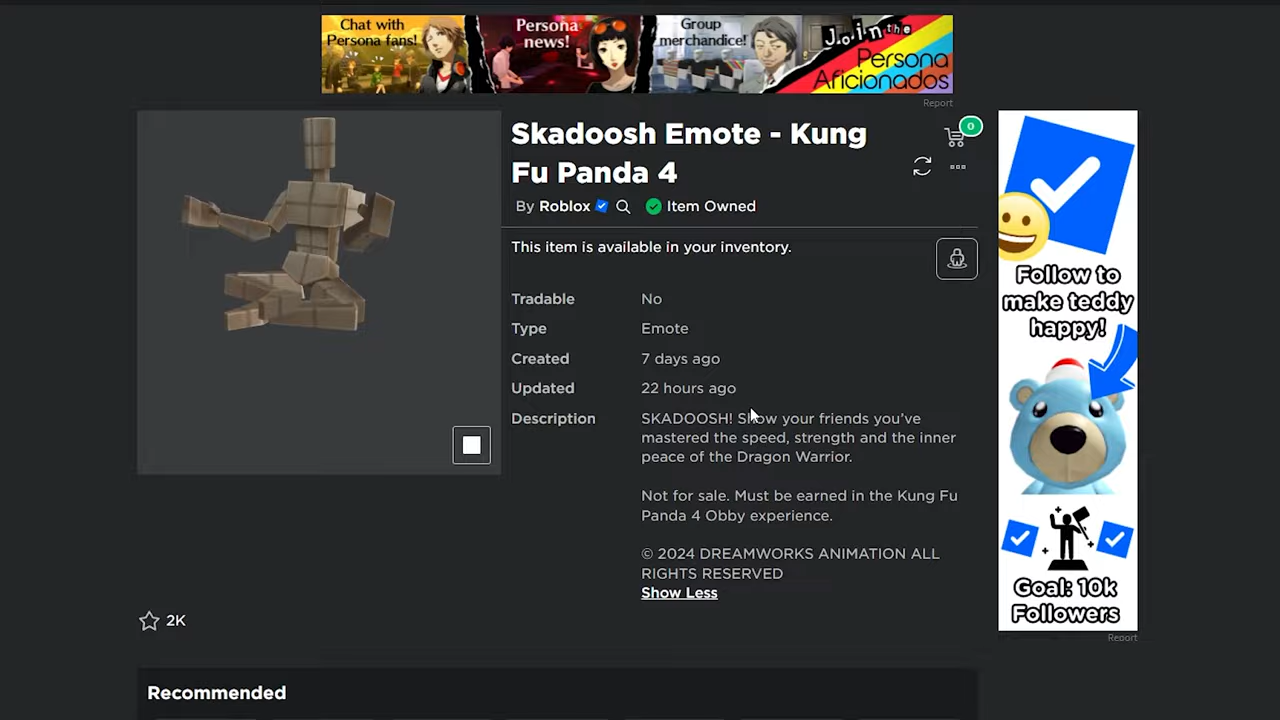 Chat with
Persona fans!
Persona
news!
Group
merchandice!
Join the
Persona
Aficionados
Report
Skadoosh Emote - Kung
Fu Panda 4
0
By Roblox
Item Owned
This item is available in your inventory.
Tradable No
Type Emote
Created 7 days ago
Updated 22 hours ago
Description SKADOOSH! Show your friends you’ve
mastered the speed, strength and the inner
peace of the Dragon Warrior.
Not for sale. Must be earned in the Kung Fu
Panda 4 Obby experience.
© 2024 DREAMWORKS ANIMATION ALL
RIGHTS RESERVED
Show Less
2K
Follow to
make teddy
happy!
Goal: 10k
Followers
Report
Recommended